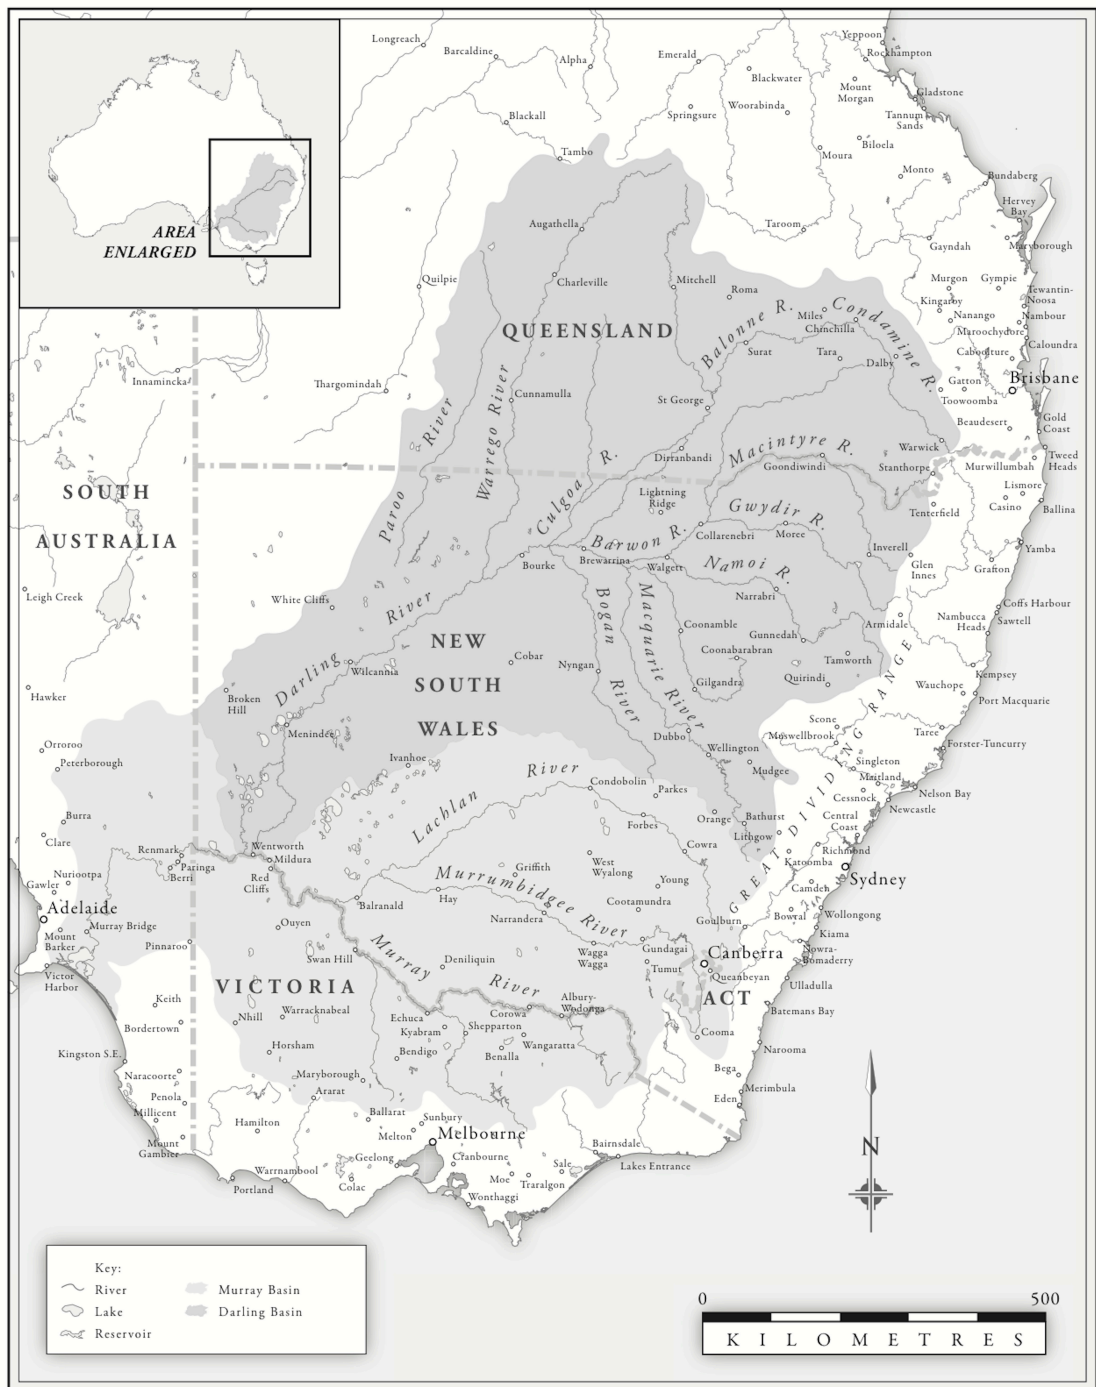 Longreach
Barcaldine
Alpha
Emerald
Yeppoon
Rockhampton
Blackwater
Mount
Morgan
Gladstone
Blackall
Springsure
Woorabinda
Tannum
Sands
Tambo
Moura
Biloela
Monto
Bundaberg
AREA
ENLARGED
Augathella
Taroom
Hervey
Bay
Gayndah
Maryborough
Quilpie
Charleville
Mitchell
Roma
Murgon
Gympie
Tewantin-
Noosa
Kingaroy
Nanango
Nambour
QUEENSLAND
Balonne R.
Miles
Chinchilla
Condamine R.
Maroochydore
Caloundra
Surat
Tara
Dalby
Caboolture
Innamincka
Thargomindah
Cunnamulla
Gatton
Brisbane
Toowoomba
St George
Beaudesert
Gold
Coast
Paroo River
Warrego River
Culgoa R.
Dirranbandi
Macintyre R.
Goondiwindi
Warwick
Stanthorpe
Murwillumbah
Tweed
Heads
SOUTH
AUSTRALIA
Lightning
Ridge
Gwydir R.
Lismore
Casino
Ballina
Tenterfield
Collarenebri
Moree
Barwon R.
Brewarrina
Walgett
Bourke
Namoi R.
Inverell
Glen
Innes
Yamba
Grafton
Leigh Creek
White Cliffs
Darling River
Bogan River
Macquarie River
Narrabri
Coffs Harbour
Nambucca
Heads
Sawtell
Armidale
NEW
SOUTH
WALES
Coonamble
Gunnedah
Coonabarabran
Tamworth
Cobar
Nyngan
Wilcannia
Gilgandra
Quirindi
Kempsey
Wauchope
Port Macquarie
Hawker
Broken
Hill
Menindee
Scone
Muswellbrook
GREAT DIVIDING RANGE
Taree
Forster-Tuncurry
Orroroo
Peterborough
Dubbo
Wellington
Mudgee
Singleton
Maitland
Cessnock
Nelson Bay
Newcastle
Ivanhoe
Lachlan River
Condobolin
Parkes
Forbes
Orange
Bathurst
Lithgow
Central
Coast
Burra
Clare
Renmark
Paringa
Berri
Wentworth
Mildura
Red
Cliffs
Cowra
Richmond
Katoomba
Sydney
Camden
Nuriootpa
Gawler
Griffith
West
Wyalong
Young
Murrumbidgee River
Cootamundra
Adelaide
Mount
Barker
Murray Bridge
Balranald
Hay
Narrandera
Goulburn
Bowral
Wollongong
Kiama
Pinnaroo
Ouyen
Swan Hill
Murray River
Deniliquin
Wagga
Wagga
Gundagai
Tumut
Canberra
Queanbeyan
Nowra-
Bomaderry
Ulladulla
Victor
Harbor
VICTORIA
ACT
Batemans Bay
Keith
Bordertown
Nhill
Warracknabeal
Echuca
Kyabram
Shepparton
Corowa
Albury-
Wodonga
Cooma
Kingston S.E.
Horsham
Bendigo
Benalla
Wangaratta
Narooma
Naracoorte
Penola
Millicent
Mount
Gambier
Maryborough
Ararat
Bega
Merimbula
Eden
Hamilton
Ballarat
Sunbury
Melton
Melbourne
Geelong
Cranbourne
Bairnsdale
Lakes Entrance
Portland
Warrnambool
Colac
Moe
Traralgon
Sale
Wonthaggi
N
Key:
River
Lake
Reservoir
Murray Basin
Darling Basin
0 500
KILOMETRES